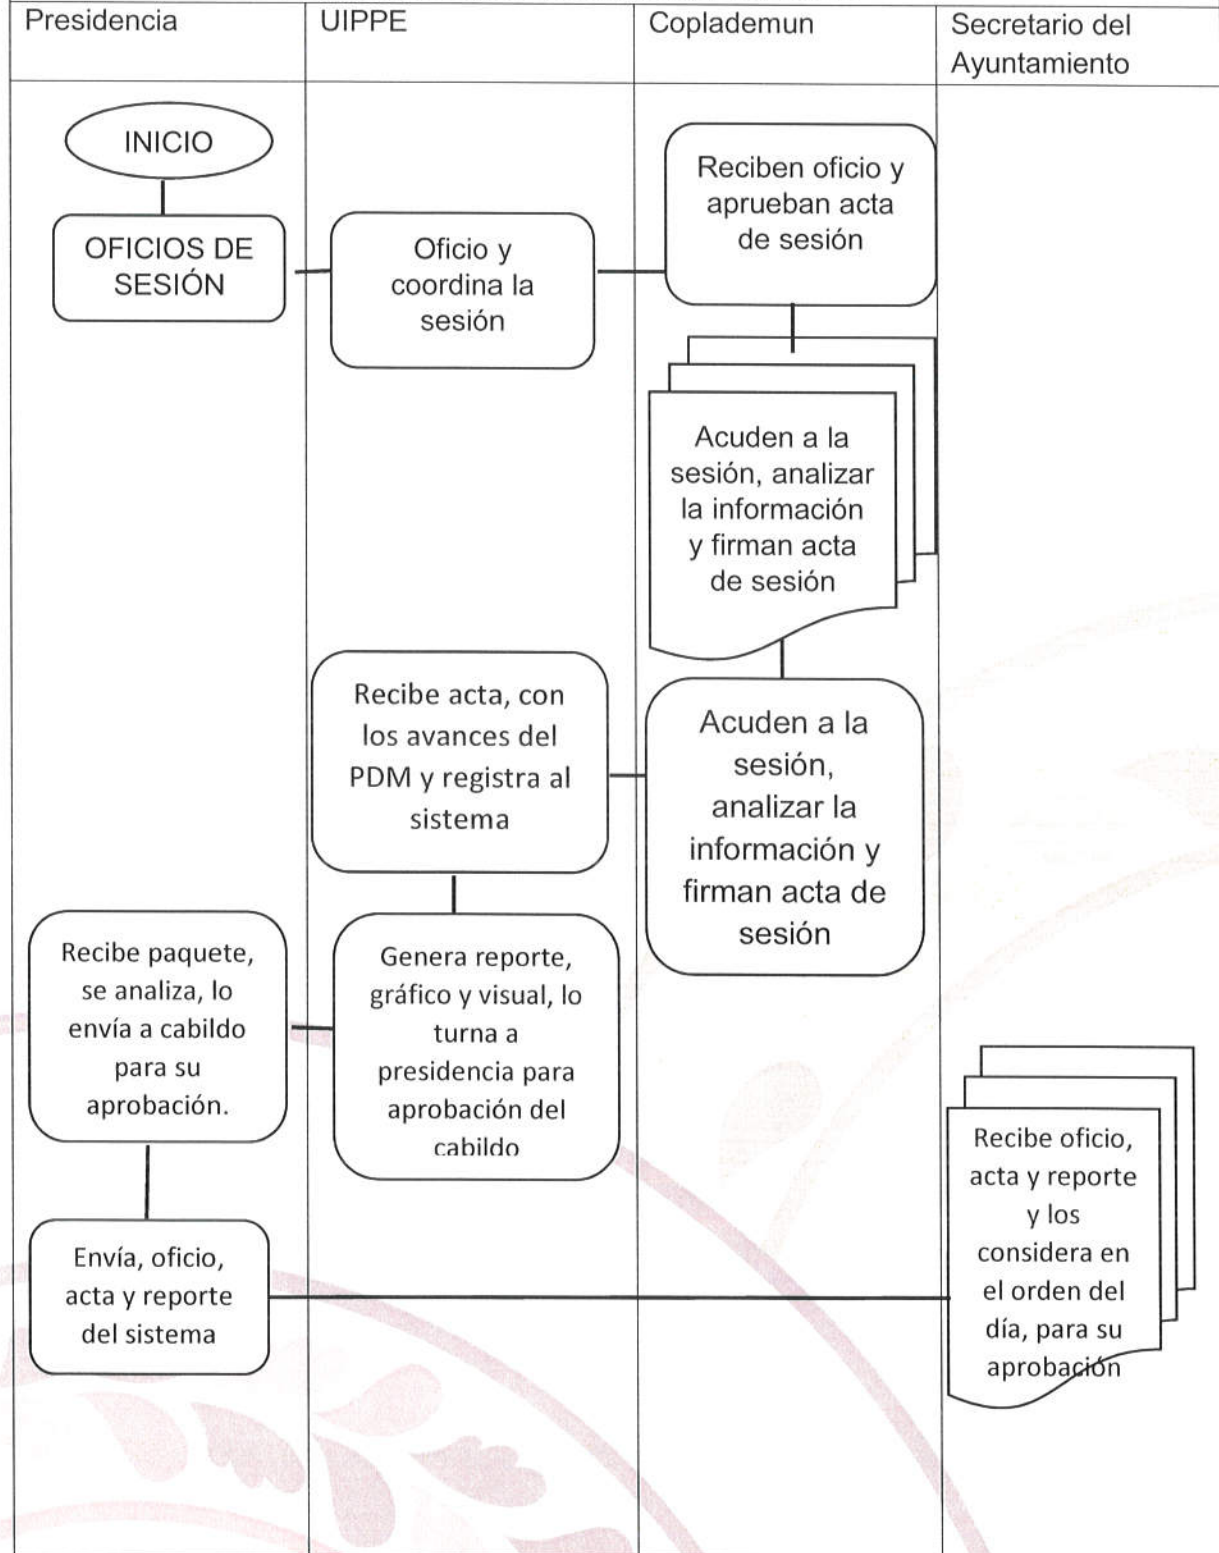 Presidencia
UIPPE
Coplademun
Secretario del
Ayuntamiento
INICIO
OFICIOS DE
SESIÓN
Oficio y
coordina la
sesión
Reciben oficio y
aprueban acta
de sesión
Acuden a la
sesión, analizar
la información
y firman acta
de sesión
Acuden a la
sesión,
analizar la
información y
firman acta de
sesión
Recibe acta, con
los avances del
PDM y registra al
sistema
Genera reporte,
gráfico y visual, lo
turna a
presidencia para
aprobación del
cabildo
Recibe paquete,
se analiza, lo
envía a cabildo
para su
aprobación.
Envía, oficio,
acta y reporte
del sistema
Recibe oficio,
acta y reporte
y los
considera en
el orden del
día, para su
aprobación